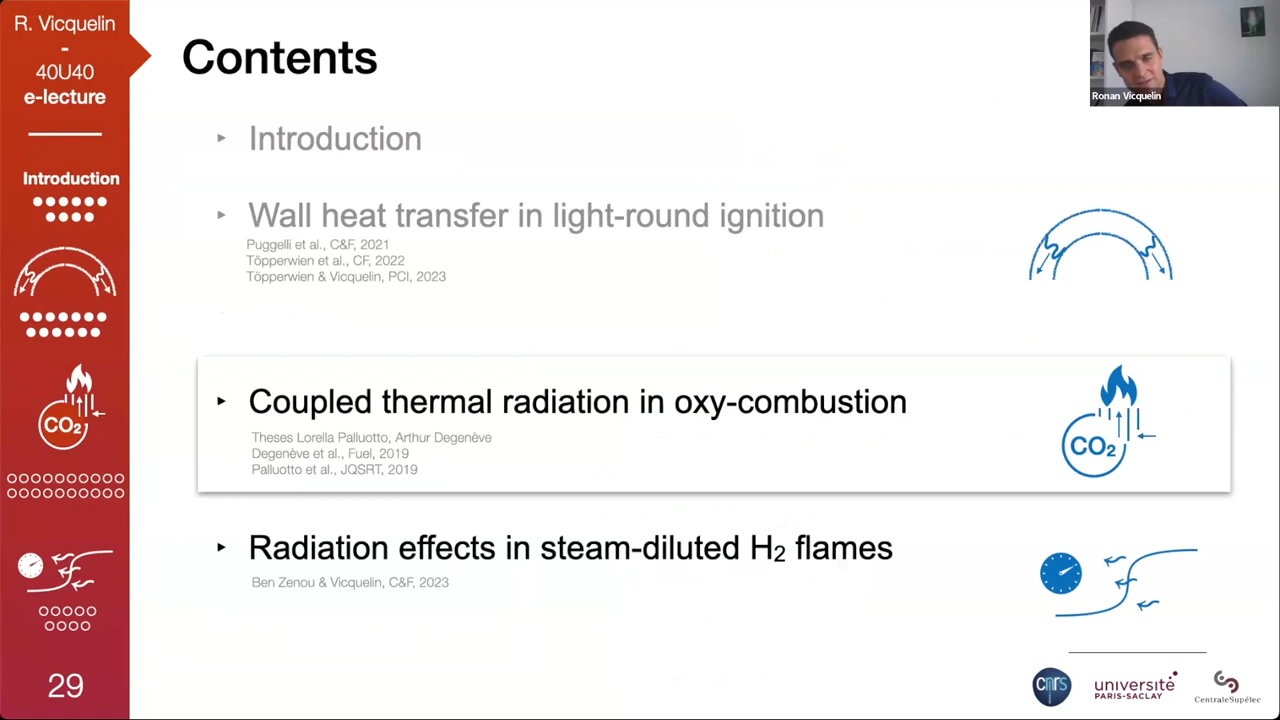 R. Vicquelin
-
40U40
e-lecture
Introduction
CO₂
29
Contents
Ronan Vicquelin
▸ Introduction
▸ Wall heat transfer in light-round ignition
Puggelli et al., C&F, 2021
Töpperwien et al., CF, 2022
Töpperwien & Vicquelin, PCI, 2023
▸ Coupled thermal radiation in oxy-combustion
Theses Lorella Palluotto, Arthur Degenève
Degenève et al., Fuel, 2019
Palluotto et al., JQSRT, 2019
CO₂
▸ Radiation effects in steam-diluted H₂ flames
Ben Zenou & Vicquelin, C&F, 2023
cnrs
université
PARIS-SACLAY
CentraleSupélec